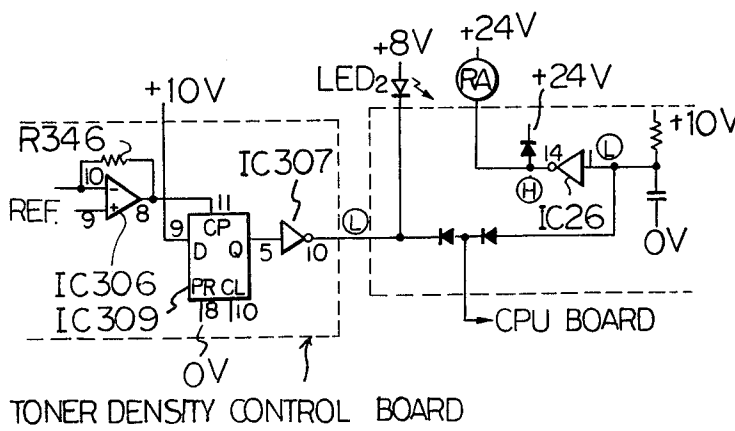 +24V
+8V
LED2
RA
+24V
+10V
R346
10
-
REF.
9
+
8
IC306
IC309
11
9
CP
D
Q
PR
CL
8
10
0V
IC307
5
10
L
14
1
L
H
IC26
+10V
0V
CPU BOARD
TONER DENSITY CONTROL BOARD